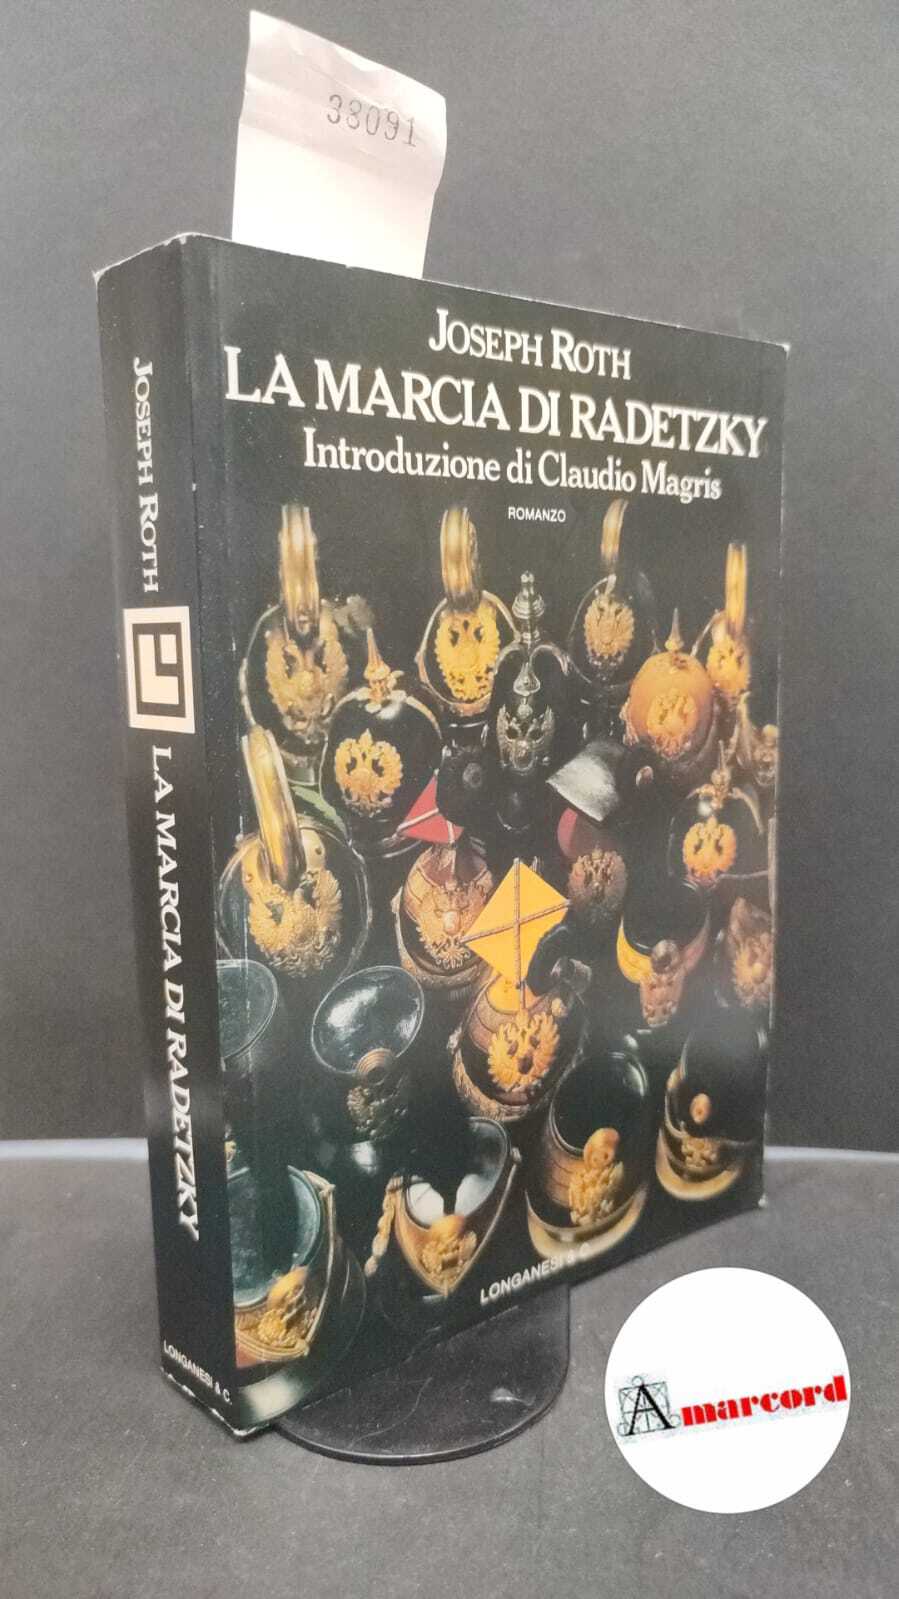 38091
JOSEPH ROTH
LA MARCIA DI RADETZKY
Introduzione di Claudio Magris
ROMANZO
LONGANESI & C.
JOSEPH ROTH
LA MARCIA DI RADETZKY
LONGANESI & C.
Amarcord